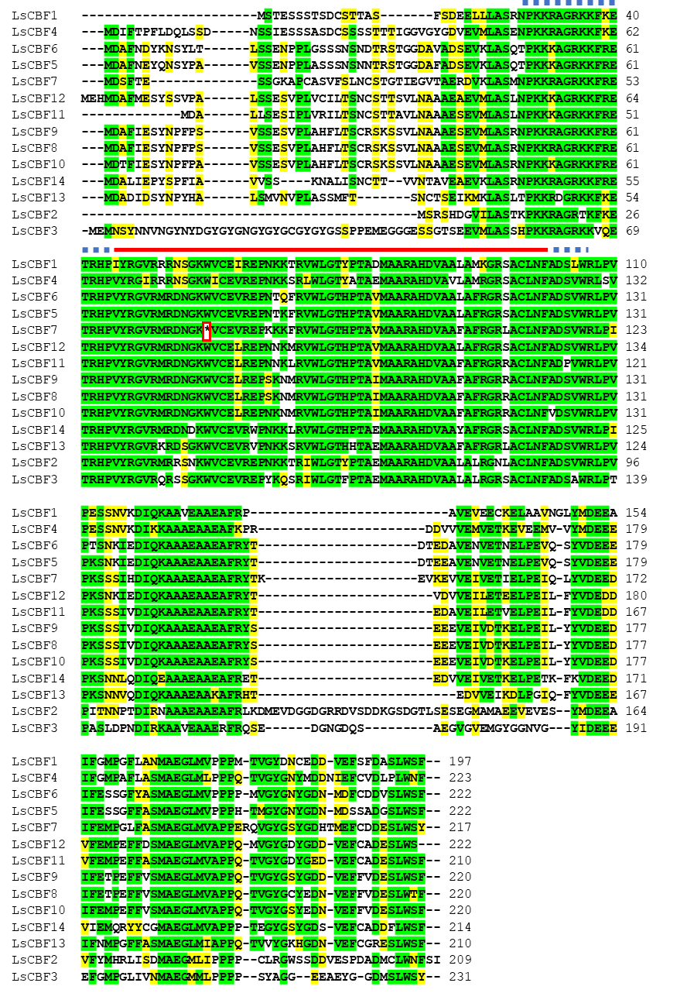 LsCBF1 -----------------------MSTESSSTSDCSTTAS-------FSDEELLLASRNPKKRAGRKKFKE 40
LsCBF4 ---MDIFTPFLDQLSSD-----NSSIESSSASDCSSSSTTTIGGVGYGDVEVMLASENPKKRAGRKKFKE 62
LsCBF6 ---MDAFNDYKNSYLT------LSSENPPLGSSSNSNDTRSTGGDAVADSEVKLASQTPKKKAGRKKFRE 61
LsCBF5 ---MDAFNEYQNSYPA------VSSENPPLASSSNSNNTRSTGGDAFADSEVKLASQTPKKKAGRKKFRE 61
LsCBF7 ---MDSFTE--------------SSGKAPCASVFSLNCSTGTIEGVTAERDVKLASMNPKKRAGRKKFRE 53
LsCBF12 MEHMDAFMESYSSVPA------LSSESVPLVCILTSNCSTTSVLNAAAEAEVMLASLNPKKKAGRKKFRE 64
LsCBF11 -------------MDA------LLSESIPLVRILTSNCSTTAVLNAAAESEVMLASLNPKKKAGRKKFRE 51
LsCBF9 ---MDAFIESYNPFPS------VSSESVPLAHFLTSCRSKSSVLNAAAESEVMLASRNPKKRAGRKKFRE 61
LsCBF8 ---MDAFIESYNPFPS------VSSESVPLAHFLTSCRSKSSVLNAAAESEVMLASRNPKKRAGRKKFRE 61
LsCBF10 ---MDTFIESYNPFPA------VSSESVPLAHFLTSCRSKSSVLNAAAESEVMLASRNPKKKAGRKKFRE 61
LsCBF14 ---MDALIEPYSPFIA------VVSS----KNALISNCTT--VVNTAVEAEVKLASRNPKKRAGRKKFRE 55
LsCBF13 ---MDADIDSYNPYHA------LSMVNVPLASSMFT-------SNCTSEIKMKLASLTPKKRDGRKKFKE 54
LsCBF2 --------------------------------------------MSRSHDGVILASTKPKKRAGRTKFKE 26
LsCBF3 -MEMNSYNNVNGYNYDGYGYGNGYGYGCGYGYGSSPPEMEGGGESSGTSEEVMLASSHPKKRAGRKKVQE 69
LsCBF1 TRHPIYRGVRRRNSGKWVCEIREPNKKTRVWLGTYPTADMAARAHDVAALAMKGRSACLNFADSLWRLPV 110
LsCBF4 TRHPVYRGIRRRNSGKWICEVREPNKKSRLWLGTYATAEMAARAHDVAVLAMRGRSACLNFADSVWRLSV 132
LsCBF6 TRHPVYRGVRMRDNGKWVCEVREPNTQFRVWLGTHPTAVMAARAHDVAALAFRGRSACLNFADSVWRLPV 131
LsCBF5 TRHPVYRGVRMRDNGKWVCEVREPNTKFRVWLGTHPTAVMAARAHDVAALAFRGRSACLNFADSVWRLPV 131
LsCBF7 TRHPVYRGVRMRDNGK*VCEVREPKKKFRVWLGTHPTAVMAARAHDVAALAFRGRLACLNFADSVWRLPI 123
LsCBF12 TRHPVYRGVRMRDNGKWVCELREPNNKMRVWLGTHPTAVMAARAHDVAALAFRGRSACLNFADSVWRLPV 134
LsCBF11 TRHPVYRGVRMRDNGKWVCELREPNNKLRVWLGTHPTAVMAARAHDVAAFAFRGRSACLNFADPVWRLPV 121
LsCBF9 TRHPVYRGVRMRDNGKWVCELREPSKNMRVWLGTHPTAIMAARAHDVAAFAFRGRRACLNFADSVWRLPV 131
LsCBF8 TRHPVYRGVRMRDNGKWVCELREPSKNMRVWLGTHPTAIMAARAHDVAAFAFRGRRACLNFADSVWRLPV 131
LsCBF10 TRHPVYRGVRMRDNGKWVCELREPNKNMRVWLGTHPTAIMAARAHDVAAFAFRGRSACLNFVDSVWRLPV 131
LsCBF14 TRHPVYRGVRMRDNDKWVCEVRWPNKKLRVWLGTHPTAEMAARAHDVAAYAFRGRSACLNFADSVWRLPI 125
LsCBF13 TRHPVYRGVRKRDSGKWVCEVRVPNKKSRVWLGTHHTAEMAARAHDVAAFAFRGRLACLNFADSVWRLPV 124
LsCBF2 TRHPVYRGVRMRRSNKWVCEVREPNKKTRIWLGTYPTAEMAARAHDVAALALRGNLACLNFADSVWRLPV 96
LsCBF3 TRHPVYRGVRQRSSGKWVCEVREPYKQSRIWLGTFPTAEMAARAHDVAALALRGRSACLNFADSAWRLPT 139
LsCBF1 PESSNVKDIQKAAVEAAEAFRP--------------------------AVEVEECKELAAVNGLYMDEEA 154
LsCBF4 PESSNVKDIKKAAAEAAEAFKPR----------------------DDVVVEMVETKEVEEMV-VYMDEEE 179
LsCBF6 PTSNKIEDIQKAAAEAAEAFRYT---------------------DTEDAVENVETNELPEVQ-SYVDEEE 179
LsCBF5 PKSNKIEDIQKAAAEAAEAFRYT---------------------DTEEAVENVETNELPEVQ-SYVDEEE 179
LsCBF7 PKSSSIHDIQKAAAEAAEAFRYTK--------------------EVKEVVEIVETIELPEIQ-LYVDEED 172
LsCBF12 PKSNKIEDIQKAAAEAAEAFRYT-----------------------VDVVEILETEELPEIL-FYVDEDD 180
LsCBF11 PKSSSIVDIQKAAAEAAEAFRYT-----------------------EDAVEILETVELPEIL-FYVDEDD 167
LsCBF9 PKSSSIVDIQKAAAEAAEAFRYS-----------------------EEEVEIVDTKELPEIL-YYVDEED 177
LsCBF8 PKSSSIVDIQKAAAEAAEAFRYS-----------------------EEEVEIVDTKELPEIL-YYVDEED 177
LsCBF10 PKSSSIVDIQKAAAEAAEAFRYS-----------------------EEEVEIVDTKELPEIL-YYVDEED 177
LsCBF14 PKSNNLQDIQEAAAEAAEAFRET-----------------------EDVVEIVETKELPETK-FKVDEEE 171
LsCBF13 PKSNNVQDIQKAAAEAAKAFRHT--------------------------EDVVEIKDLPGIQ-FYVDEEE 167
LsCBF2 PITNNPTDIRNAAAEAAEAFRLKDMEVDGGDGRRDVSDDKGSDGTLSESEGMAMAEEVEVES--YMDEEA 164
LsCBF3 PASLDPNDIRKAAVEAAERFRQSE------DGNGDQS---------AEGVGVEMGYGGNVG---YIDEEE 191
LsCBF1 IFGMPGFLANMAEGLMVPPPM-TVGYDNCEDD-VEFSFDASLWSF-- 197
LsCBF4 IFGMPAFLASMAEGLMLPPPQ-TVGYGNYMDDNIEFCVDLPLWNF-- 223
LsCBF6 IFESSGFYASMAEGLMVPPPP-MVGYGNYGDN-MDFCDDVSLWSF-- 222
LsCBF5 IFESSGFFASMAEGLMVPPPH-TMGYGNYGDN-MDSSADGSLWSF-- 222
LsCBF7 IFEMPGLFASMAEGLMVAPPERQVGYGSYGDHTMEFCDDESLWSY-- 217
LsCBF12 VFEMPEFFDSMAEGLMVAPPQ-MVGYGDYGDD-VEFCADESLWS--- 222
LsCBF11 VFEMPEFFASMAEGLMVAPPQ-TVGYGDYGED-VEFCADESLWSF-- 210
LsCBF9 IFETPEFFVSMAEGLMVAPPQ-TVGYGSYGDD-VEFFVDESLWSF-- 220
LsCBF8 IFETPEFFVSMAEGLMVAPPQ-TVGYGCYEDN-VEFFVDESLWTF-- 220
LsCBF10 IFEMPEFFVSMAEGLMVAPPQ-TVGYGSYEDN-VEFFVDESLWSF-- 220
LsCBF14 VIEMQRYYCGMAEGLMVAPPP-TEGYGSYGDS-VEFCADDFLWSF-- 214
LsCBF13 IFNMPGFFASMAEGLMIAPPQ-TVVYGKHGDN-VEFCGRESLWSF-- 210
LsCBF2 VFYMHRLISDMAEGMLIPPPP--CLRGWSSDDVESPDADMCLWNFSI 209
LsCBF3 EFGMPGLIVNMAEGMMLPPPP--SYAGG--EEAEYG-GDMSLWSY-- 231